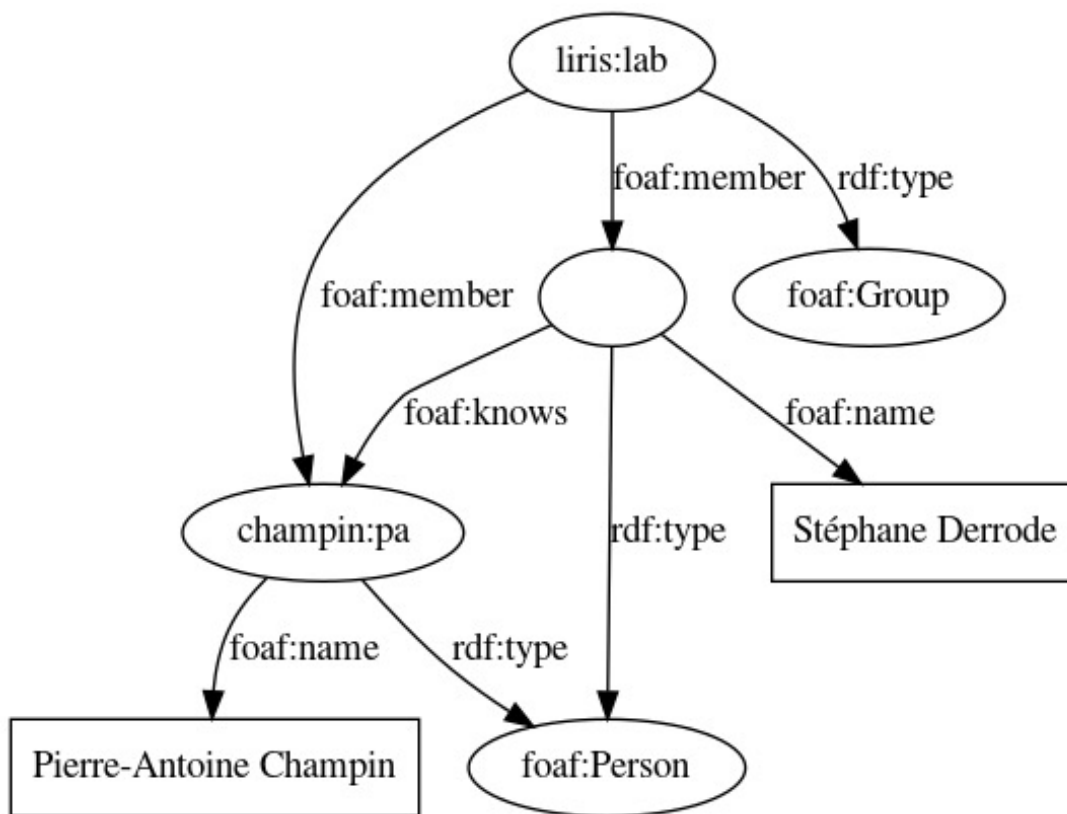 liris:lab
foaf:member
rdf:type
foaf:member
foaf:Group
foaf:knows
foaf:name
champin:pa
rdf:type
Stéphane Derrode
foaf:name
rdf:type
Pierre-Antoine Champin
foaf:Person